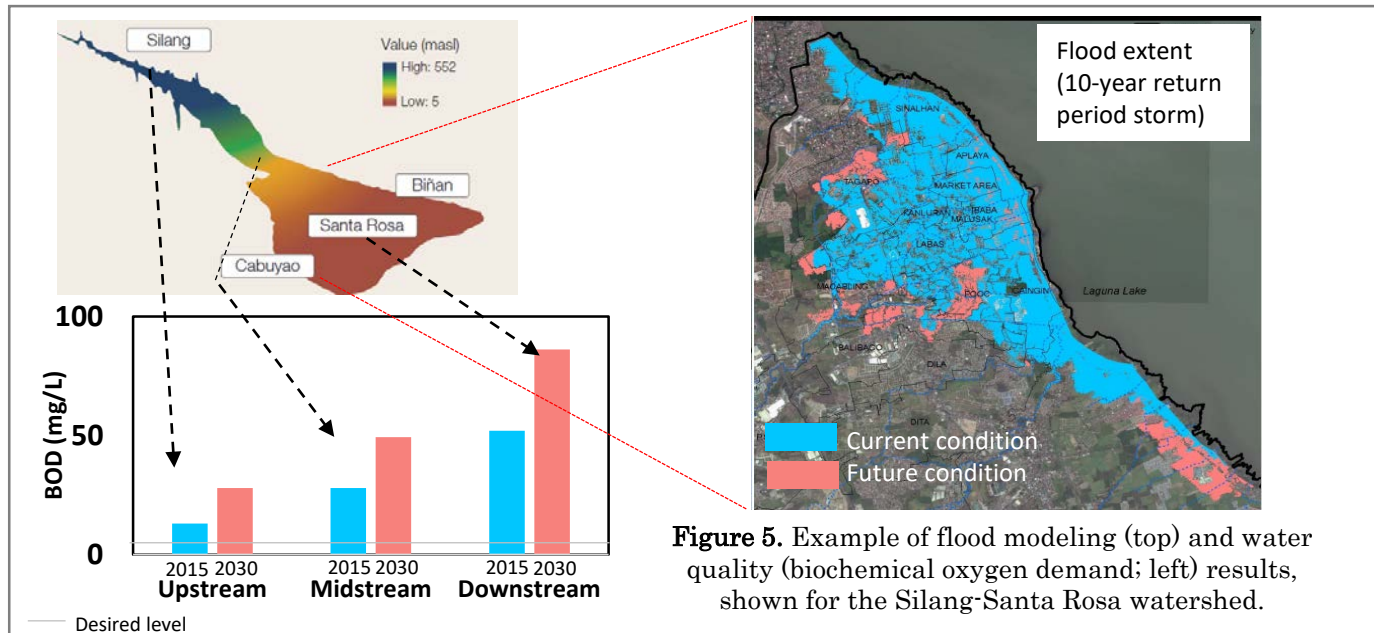 Silang
Value (masl)
High: 552
Low: 5
Biñan
Santa Rosa
Cabuyao
100
50
0
BOD (mg/L)
2015 2030
2015 2030
2015 2030
Upstream
Midstream
Downstream
Desired level
Flood extent
(10-year return
period storm)
SINALHAN
APLAYA
TAGAPO
MARKET AREA
KANLURAN
IBABA
MALUSAK
LABAS
MACABLING
POOC
CAINGIN
Laguna Lake
BALIBAGO
DILA
DITA
Current condition
Future condition
Figure 5. Example of flood modeling (top) and water
quality (biochemical oxygen demand; left) results,
shown for the Silang-Santa Rosa watershed.